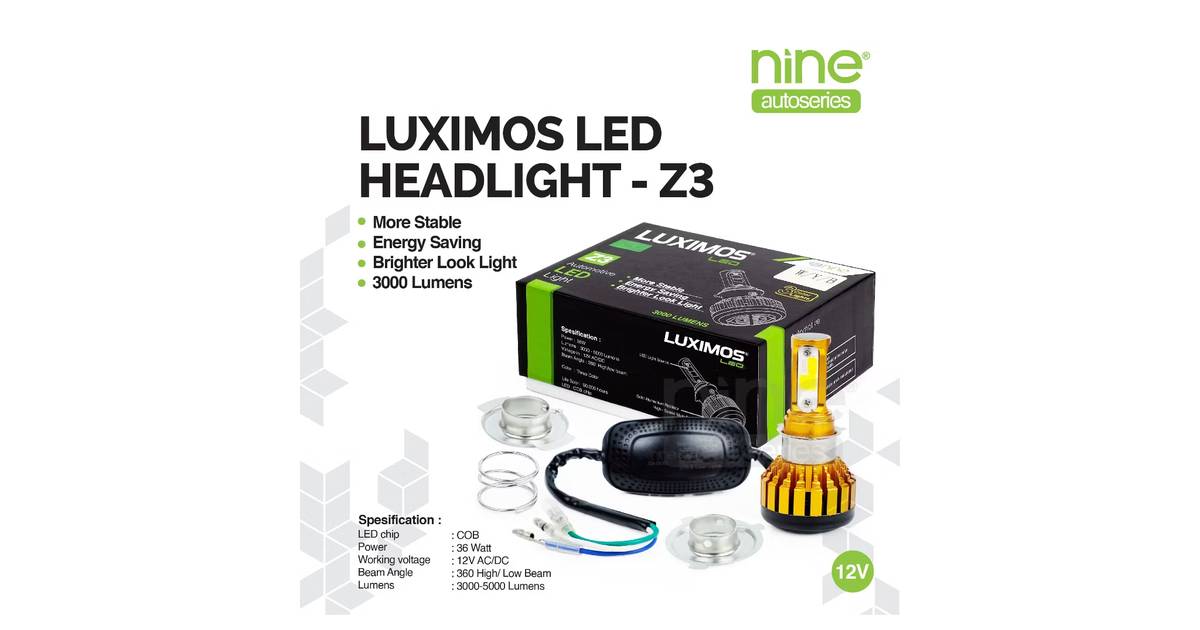 nine®
autoseries
LUXIMOS LED
HEADLIGHT - Z3
More Stable
Energy Saving
Brighter Look Light
3000 Lumens
LUXIMOS®
LED
Z3
Automotive
LED
Light
• More Stable
• Energy Saving
• Brighter Look Light
3000 LUMENS
Spesification :
LUXIMOS®
LED
Spesification :
LED chip : COB
Power : 36 Watt
Working voltage : 12V AC/DC
Beam Angle : 360 High/ Low Beam
Lumens : 3000-5000 Lumens
12V